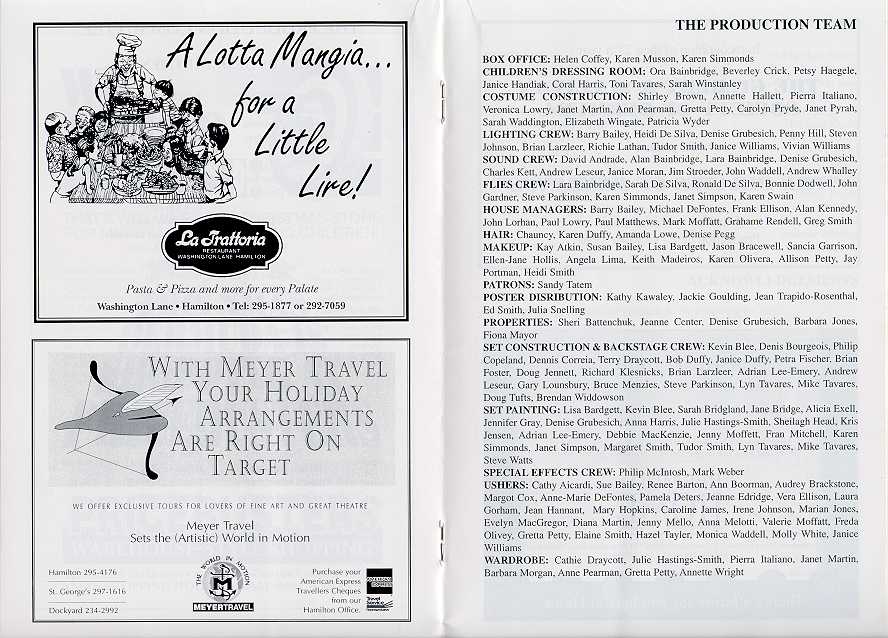 A Lotta Mangia...
for a
Little
Lire!
La Trattoria
RESTAURANT
WASHINGTON LANE HAMILTON
Pasta & Pizza and more for every Palate
Washington Lane • Hamilton • Tel: 295-1877 or 292-7059
WITH MEYER TRAVEL
YOUR HOLIDAY
ARRANGEMENTS
ARE RIGHT ON
TARGET
WE OFFER EXCLUSIVE TOURS FOR LOVERS OF FINE ART AND GREAT THEATRE
Meyer Travel
Sets the (Artistic) World in Motion
Hamilton 295-4176
St. George's 297-1616
Dockyard 234-2992
THE WORLD IN MOTION
M
MEYERTRAVEL
Purchase your
American Express
Travellers Cheques
from our
Hamilton Office.
THE PRODUCTION TEAM
BOX OFFICE: Helen Coffey, Karen Musson, Karen Simmonds
CHILDREN'S DRESSING ROOM: Ora Bainbridge, Beverley Crick, Petsy Haegele,
Janice Handiak, Coral Harris, Toni Tavares, Sarah Winstanley
COSTUME CONSTRUCTION: Shirley Brown, Annette Hallett, Pierra Italiano,
Veronica Lowry, Janet Martin, Ann Pearman, Gretta Petty, Carolyn Pryde, Janet Pyrah,
Sarah Waddington, Elizabeth Wingate, Patricia Wyder
LIGHTING CREW: Barry Bailey, Heidi De Silva, Denise Grubesich, Penny Hill, Steven
Johnson, Brian Larzleer, Richie Lathan, Tudor Smith, Janice Williams, Vivian Williams
SOUND CREW: David Andrade, Alan Bainbridge, Lara Bainbridge, Denise Grubesich,
Charles Kett, Andrew Leseur, Janice Moran, Jim Stroeder, John Waddell, Andrew Whalley
FLIES CREW: Lara Bainbridge, Sarah De Silva, Ronald De Silva, Bonnie Dodwell, John
Gardner, Steve Parkinson, Karen Simmonds, Janet Simpson, Karen Swain
HOUSE MANAGERS: Barry Bailey, Michael DeFontes, Frank Ellison, Alan Kennedy,
John Lorhan, Paul Lowry, Paul Matthews, Mark Moffatt, Grahame Rendell, Greg Smith
HAIR: Chauncy, Karen Duffy, Amanda Lowe, Denise Pegg
MAKEUP: Kay Atkin, Susan Bailey, Lisa Bardgett, Jason Bracewell, Sancia Garrison,
Ellen-Jane Hollis, Angela Lima, Keith Madeiros, Karen Olivera, Allison Petty, Jay
Portman, Heidi Smith
PATRONS: Sandy Tatem
POSTER DISRIBUTION: Kathy Kawaley, Jackie Goulding, Jean Trapido-Rosenthal,
Ed Smith, Julia Snelling
PROPERTIES: Sheri Battenchuk, Jeanne Center, Denise Grubesich, Barbara Jones,
Fiona Mayor
SET CONSTRUCTION & BACKSTAGE CREW: Kevin Blee, Denis Bourgeois, Philip
Copeland, Dennis Correia, Terry Draycott, Bob Duffy, Janice Duffy, Petra Fischer, Brian
Foster, Doug Jennett, Richard Klesnicks, Brian Larzleer, Adrian Lee-Emery, Andrew
Leseur, Gary Lounsbury, Bruce Menzies, Steve Parkinson, Lyn Tavares, Mike Tavares,
Doug Tufts, Brendan Widdowson
SET PAINTING: Lisa Bardgett, Kevin Blee, Sarah Bridgland, Jane Bridge, Alicia Exell,
Jennifer Gray, Denise Grubesich, Anna Harris, Julie Hastings-Smith, Sheilagh Head, Kris
Jensen, Adrian Lee-Emery, Debbie MacKenzie, Jenny Moffett, Fran Mitchell, Karen
Simmonds, Janet Simpson, Margaret Smith, Tudor Smith, Lyn Tavares, Mike Tavares,
Steve Watts
SPECIAL EFFECTS CREW: Philip McIntosh, Mark Weber
USHERS: Cathy Aicardi, Sue Bailey, Renee Barton, Ann Boorman, Audrey Brackstone,
Margot Cox, Anne-Marie DeFontes, Pamela Deters, Jeanne Edridge, Vera Ellison, Laura
Gorham, Jean Hannant, Mary Hopkins, Caroline James, Irene Johnson, Marian Jones,
Evelyn MacGregor, Diana Martin, Jenny Mello, Anna Melotti, Valerie Moffatt, Freda
Olivey, Gretta Petty, Elaine Smith, Hazel Tayler, Monica Waddell, Molly White, Janice
Williams
WARDROBE: Cathie Draycott, Julie Hastings-Smith, Pierra Italiano, Janet Martin,
Barbara Morgan, Anne Pearman, Gretta Petty, Annette Wright